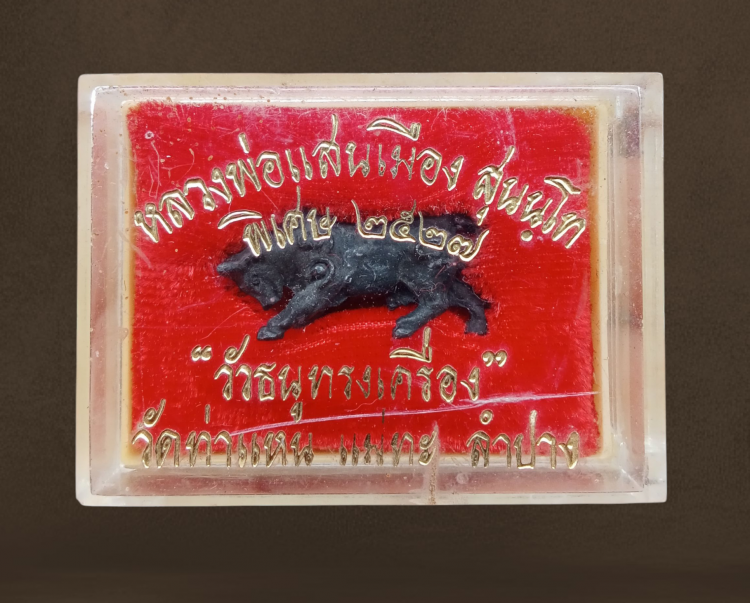 หลวงพ่อแสนเมือง สุนนฺโท
พิเศษ ๒๕๒๗
“วัวธนูทรงเครื่อง”
วัดท่าแหน แม่ทะ ลำปาง